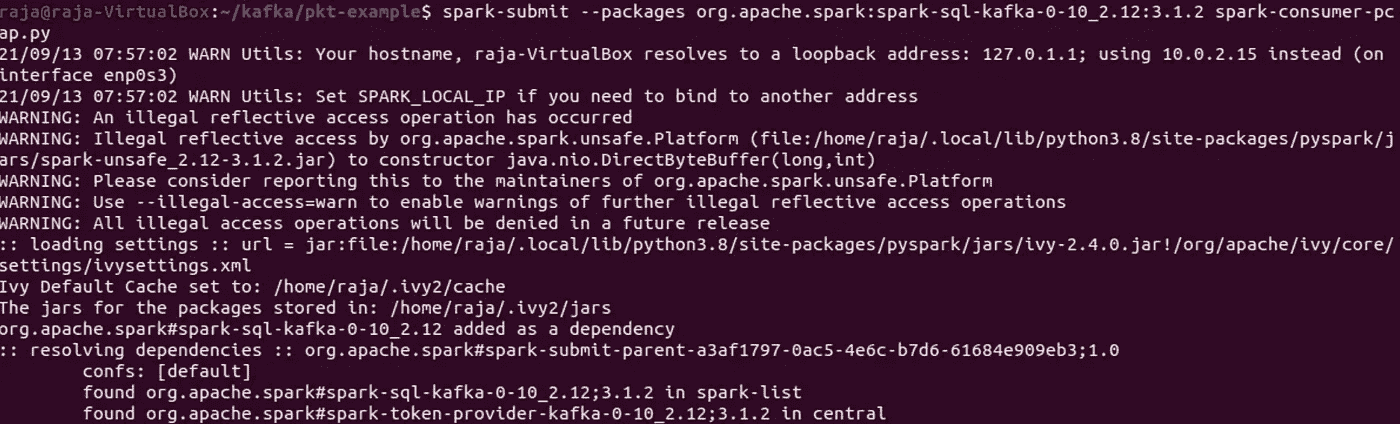 raja@raja-VirtualBox:~/kafka/pkt-example$ spark-submit --packages org.apache.spark:spark-sql-kafka-0-10_2.12:3.1.2 spark-consumer-pc
ap.py
21/09/13 07:57:02 WARN Utils: Your hostname, raja-VirtualBox resolves to a loopback address: 127.0.1.1; using 10.0.2.15 instead (on
interface enp0s3)
21/09/13 07:57:02 WARN Utils: Set SPARK_LOCAL_IP if you need to bind to another address
WARNING: An illegal reflective access operation has occurred
WARNING: Illegal reflective access by org.apache.spark.unsafe.Platform (file:/home/raja/.local/lib/python3.8/site-packages/pyspark/j
ars/spark-unsafe_2.12-3.1.2.jar) to constructor java.nio.DirectByteBuffer(long,int)
WARNING: Please consider reporting this to the maintainers of org.apache.spark.unsafe.Platform
WARNING: Use --illegal-access=warn to enable warnings of further illegal reflective access operations
WARNING: All illegal access operations will be denied in a future release
:: loading settings :: url = jar:file:/home/raja/.local/lib/python3.8/site-packages/pyspark/jars/ivy-2.4.0.jar!/org/apache/ivy/core/
settings/ivysettings.xml
Ivy Default Cache set to: /home/raja/.ivy2/cache
The jars for the packages stored in: /home/raja/.ivy2/jars
org.apache.spark#spark-sql-kafka-0-10_2.12 added as a dependency
:: resolving dependencies :: org.apache.spark#spark-submit-parent-a3af1797-0ac5-4e6c-b7d6-61684e909eb3;1.0
confs: [default]
found org.apache.spark#spark-sql-kafka-0-10_2.12;3.1.2 in spark-list
found org.apache.spark#spark-token-provider-kafka-0-10_2.12;3.1.2 in central